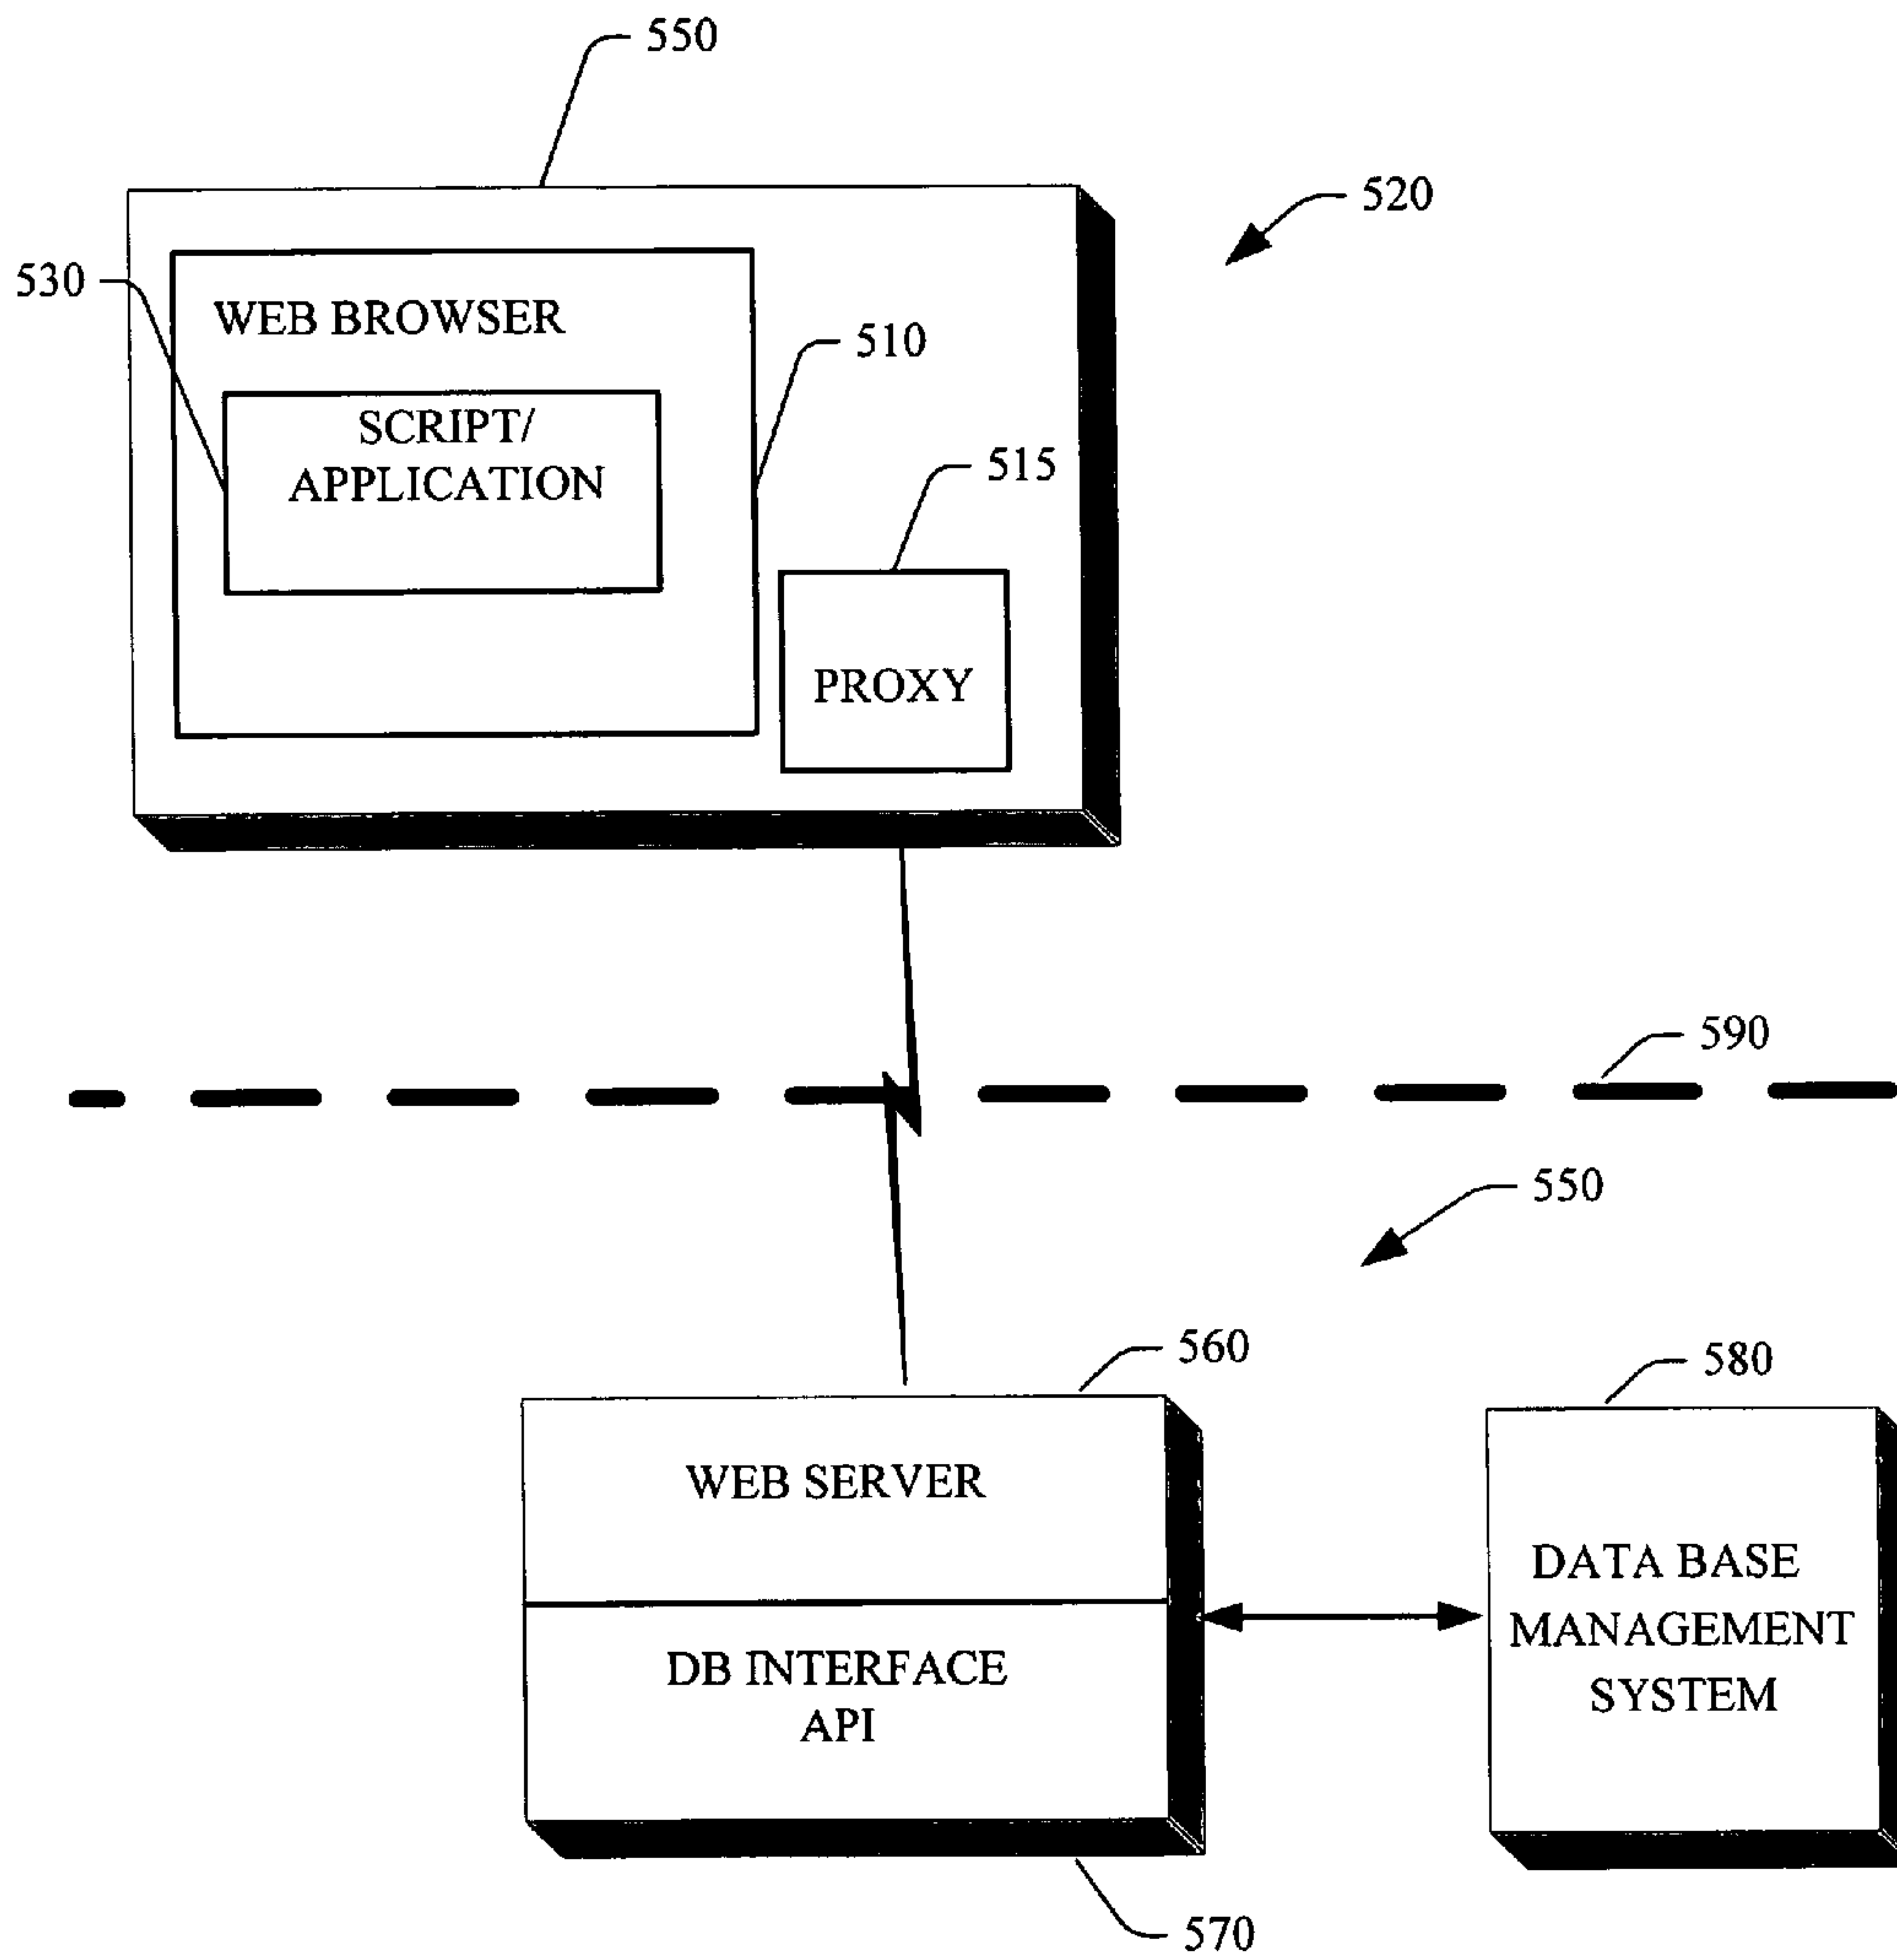 550
520
530
WEB BROWSER
510
SCRIPT/
APPLICATION
515
PROXY
590
550
560
580
WEB SERVER
DATA BASE
MANAGEMENT
SYSTEM
DB INTERFACE
API
570